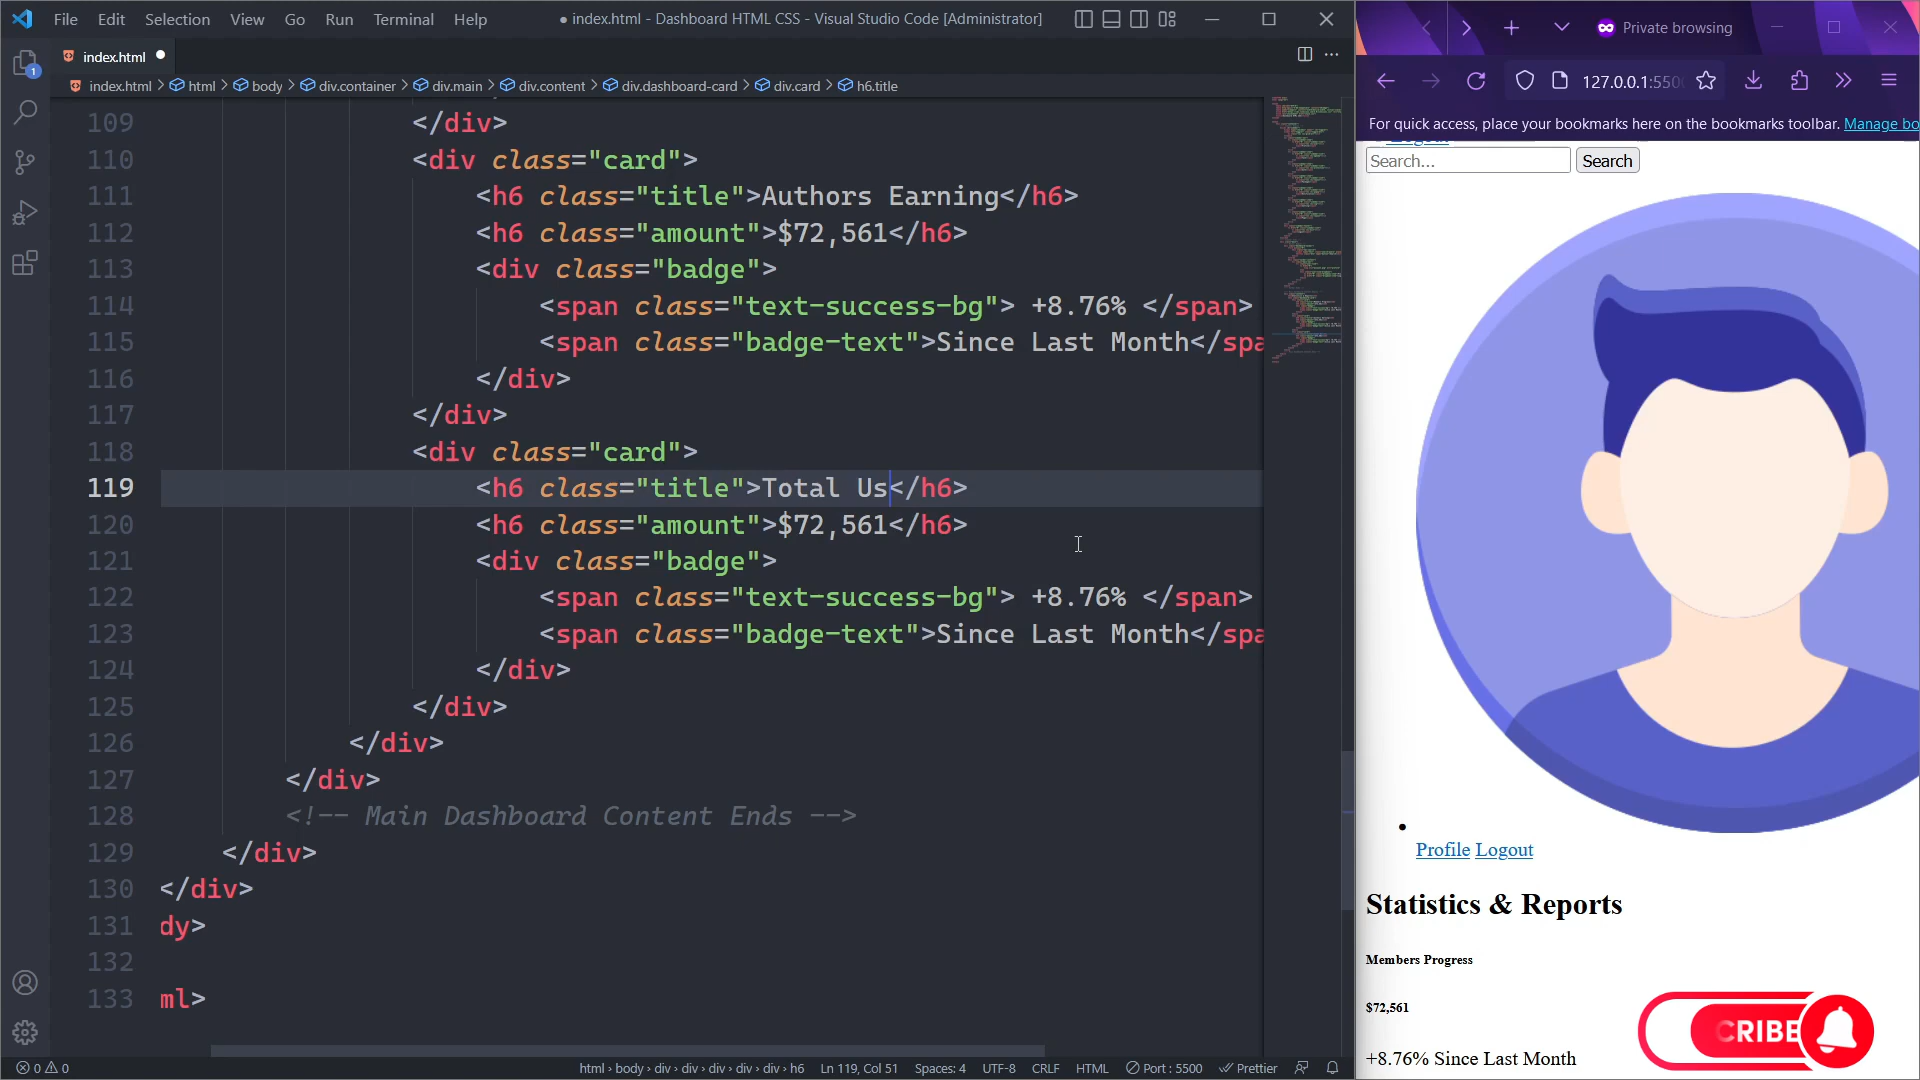 File Edit Selection View Go Run Terminal Help
● index.html - Dashboard HTML CSS - Visual Studio Code [Administrator]
index.html ●
index.html > html > body > div.container > div.main > div.content > div.dashboard-card > div.card > h6.title
109 </div>
110 <div class="card">
111 <h6 class="title">Authors Earning</h6>
112 <h6 class="amount">$72,561</h6>
113 <div class="badge">
114 <span class="text-success-bg"> +8.76% </span>
115 <span class="badge-text">Since Last Month</spa
116 </div>
117 </div>
118 <div class="card">
119 <h6 class="title">Total Us</h6>
120 <h6 class="amount">$72,561</h6>
121 <div class="badge">
122 <span class="text-success-bg"> +8.76% </span>
123 <span class="badge-text">Since Last Month</spa
124 </div>
125 </div>
126 </div>
127 </div>
128 <!-- Main Dashboard Content Ends -->
129 </div>
130 </div>
131 dy>
132
133 ml>
1
0 0
html › body › div › div › div › div › div › h6
Ln 119, Col 51 Spaces: 4 UTF-8 CRLF HTML Port : 5500 Prettier
Private browsing
127.0.0.1:550
For quick access, place your bookmarks here on the bookmarks toolbar. Manage bo
Search... Search
Profile Logout
Statistics & Reports
Members Progress
$72,561
+8.76% Since Last Month
CRIBE